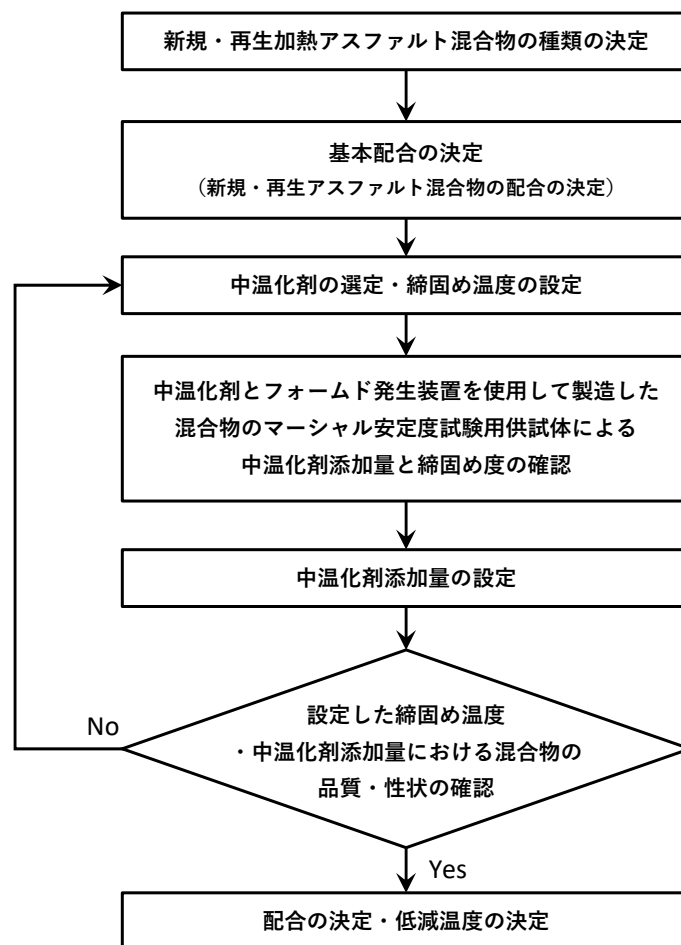 新規・再生加熱アスファルト混合物の種類の決定
基本配合の決定
（新規・再生アスファルト混合物の配合の決定）
中温化剤の選定・締固め温度の設定
中温化剤とフォームド発生装置を使用して製造した
混合物のマーシャル安定度試験用供試体による
中温化剤添加量と締固め度の確認
中温化剤添加量の設定
設定した締固め温度
・中温化剤添加量における混合物の
品質・性状の確認
No
Yes
配合の決定・低減温度の決定